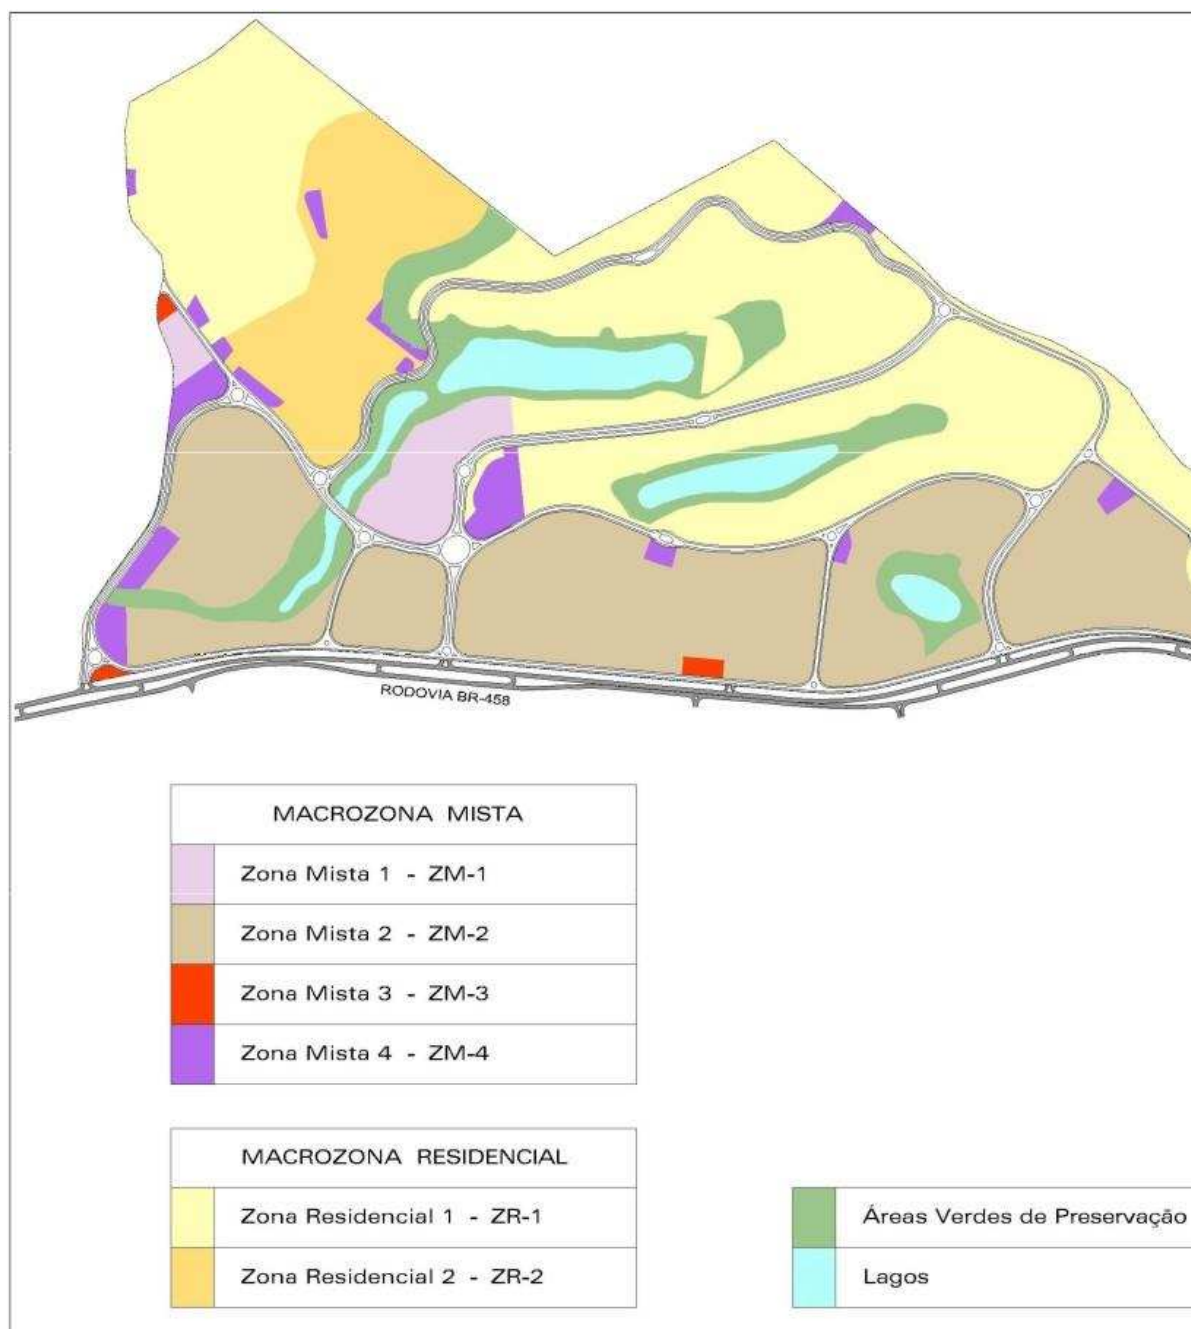 RODOVIA BR-458
MACROZONA MISTA
Zona Mista 1 - ZM-1
Zona Mista 2 - ZM-2
Zona Mista 3 - ZM-3
Zona Mista 4 - ZM-4
MACROZONA RESIDENCIAL
Zona Residencial 1 - ZR-1
Zona Residencial 2 - ZR-2
Áreas Verdes de Preservação
Lagos